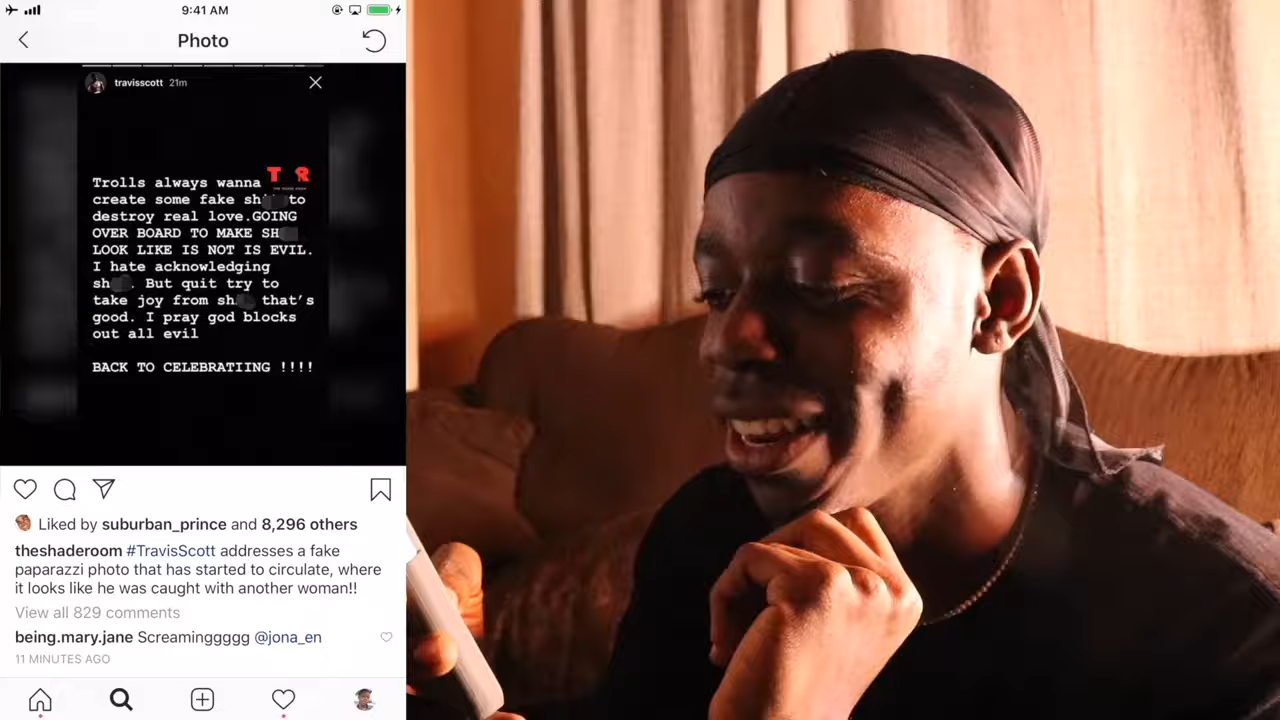 9:41 AM
Photo
travisscott 21m
Trolls always wanna T R
create some fake sh to
destroy real love.GOING
OVER BOARD TO MAKE SH
LOOK LIKE IS NOT IS EVIL.
I hate acknowledging
sh . But quit try to
take joy from sh that’s
good. I pray god blocks
out all evil
BACK TO CELEBRATIING !!!!
Liked by suburban_prince and 8,296 others
theshaderoom #TravisScott addresses a fake
paparazzi photo that has started to circulate, where
it looks like he was caught with another woman!!
View all 829 comments
being.mary.jane Screaminggggg @jona_en
11 MINUTES AGO